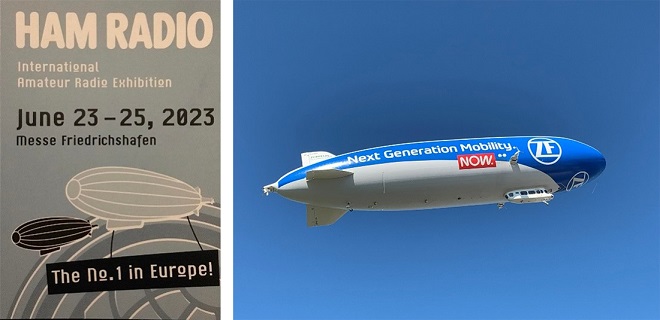 HAM RADIO
International
Amateur Radio Exhibition
June 23–25, 2023
Messe Friedrichshafen
The No.1 in Europe!
Next Generation Mobility.
NOW.
ZF